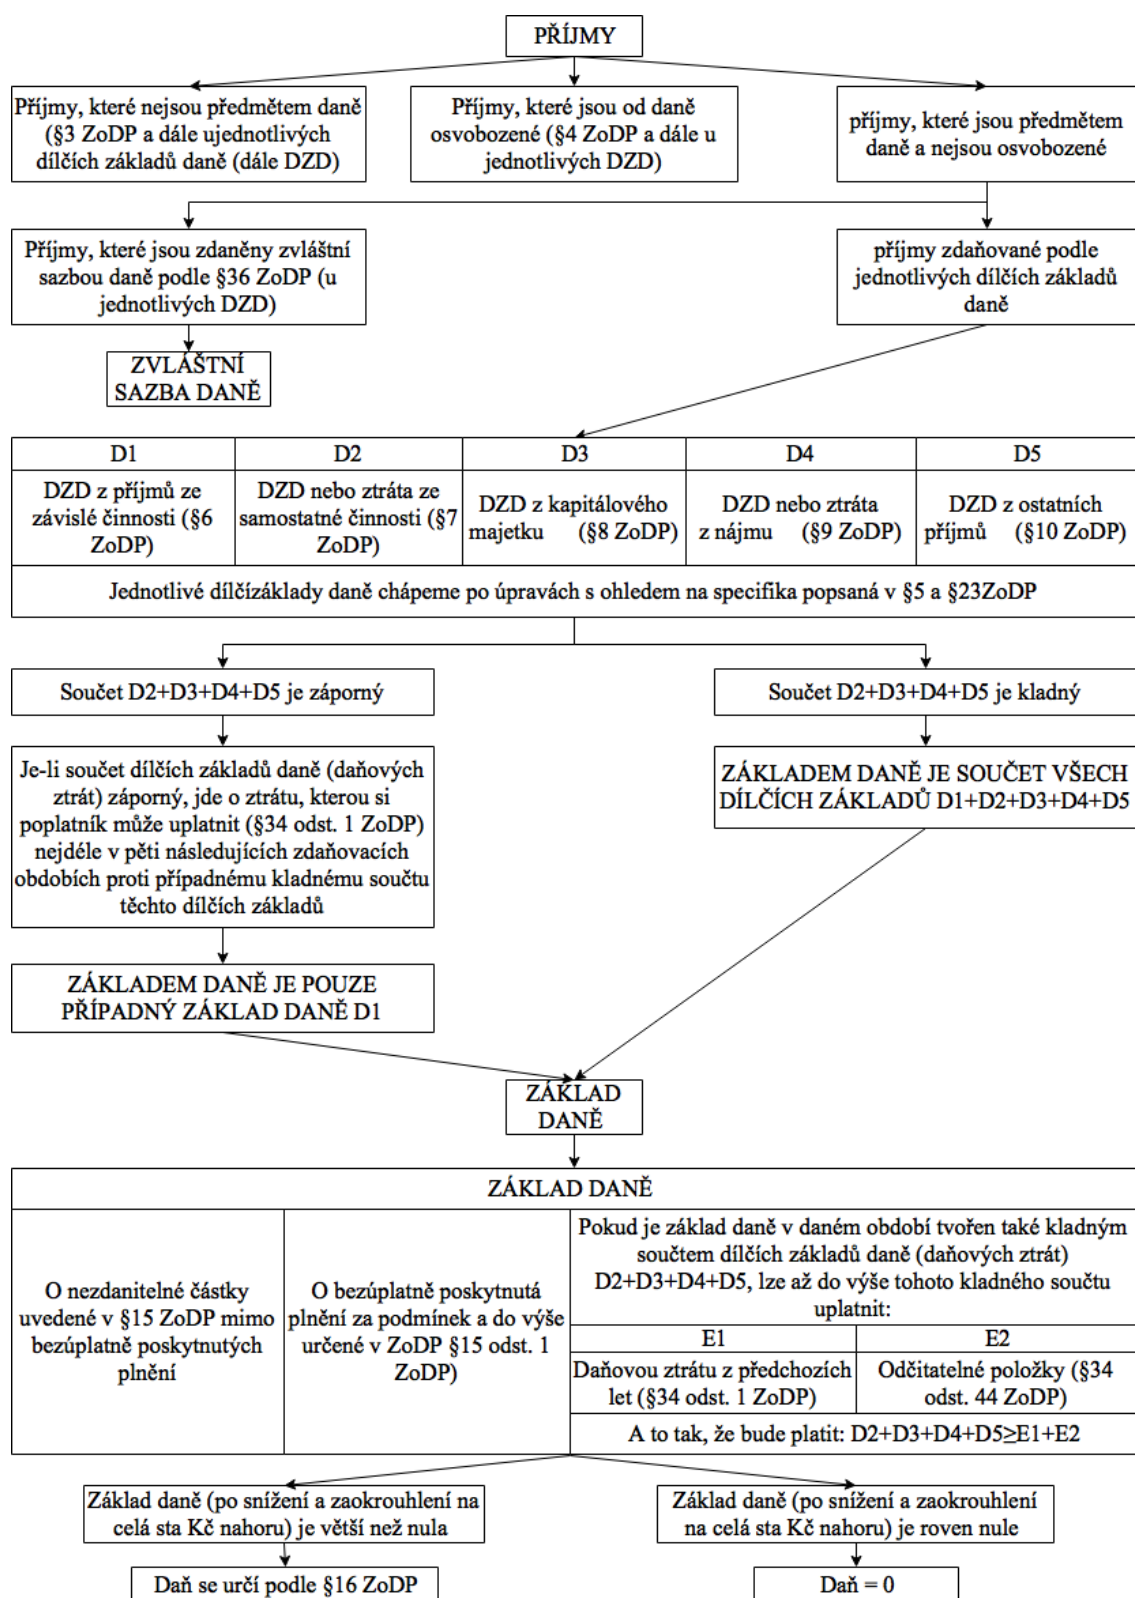 PŘÍJMY
Příjmy, které nejsou předmětem daně
(§3 ZoDP a dále ujednotlivých
dílčích základů daně (dále DZD)
Příjmy, které jsou od daně
osvobozené (§4 ZoDP a dále u
jednotlivých DZD)
příjmy, které jsou předmětem
daně a nejsou osvobozené
Příjmy, které jsou zdaněny zvláštní
sazbou daně podle §36 ZoDP (u
jednotlivých DZD)
příjmy zdaňované podle
jednotlivých dílčích základů
daně
ZVLÁŠTNÍ
SAZBA DANĚ
D1
D2
D3
D4
D5
DZD z příjmů ze
závislé činnosti (§6
ZoDP)
DZD nebo ztráta ze
samostatné činnosti (§7
ZoDP)
DZD z kapitálového
majetku (§8 ZoDP)
DZD nebo ztráta
z nájmu (§9 ZoDP)
DZD z ostatních
příjmů (§10 ZoDP)
Jednotlivé dílčízáklady daně chápeme po úpravách s ohledem na specifika popsaná v §5 a §23ZoDP
Součet D2+D3+D4+D5 je záporný
Součet D2+D3+D4+D5 je kladný
Je-li součet dílčích základů daně (daňových
ztrát) záporný, jde o ztrátu, kterou si
poplatník může uplatnit (§34 odst. 1 ZoDP)
nejdéle v pěti následujících zdaňovacích
obdobích proti případnému kladnému součtu
těchto dílčích základů
ZÁKLADEM DANĚ JE SOUČET VŠECH
DÍLČÍCH ZÁKLADŮ D1+D2+D3+D4+D5
ZÁKLADEM DANĚ JE POUZE
PŘÍPADNÝ ZÁKLAD DANĚ D1
ZÁKLAD
DANĚ
ZÁKLAD DANĚ
O nezdanitelné částky
uvedené v §15 ZoDP mimo
bezúplatně poskytnutých
plnění
O bezúplatně poskytnutá
plnění za podmínek a do výše
určené v ZoDP §15 odst. 1
ZoDP)
Pokud je základ daně v daném období tvořen také kladným
součtem dílčích základů daně (daňových ztrát)
D2+D3+D4+D5, lze až do výše tohoto kladného součtu
uplatnit:
E1
E2
Daňovou ztrátu z předchozích
let (§34 odst. 1 ZoDP)
Odčitatelné položky (§34
odst. 44 ZoDP)
A to tak, že bude platit: D2+D3+D4+D5≥E1+E2
Základ daně (po snížení a zaokrouhlení na
celá sta Kč nahoru) je větší než nula
Základ daně (po snížení a zaokrouhlení
na celá sta Kč nahoru) je roven nule
Daň se určí podle §16 ZoDP
Daň = 0